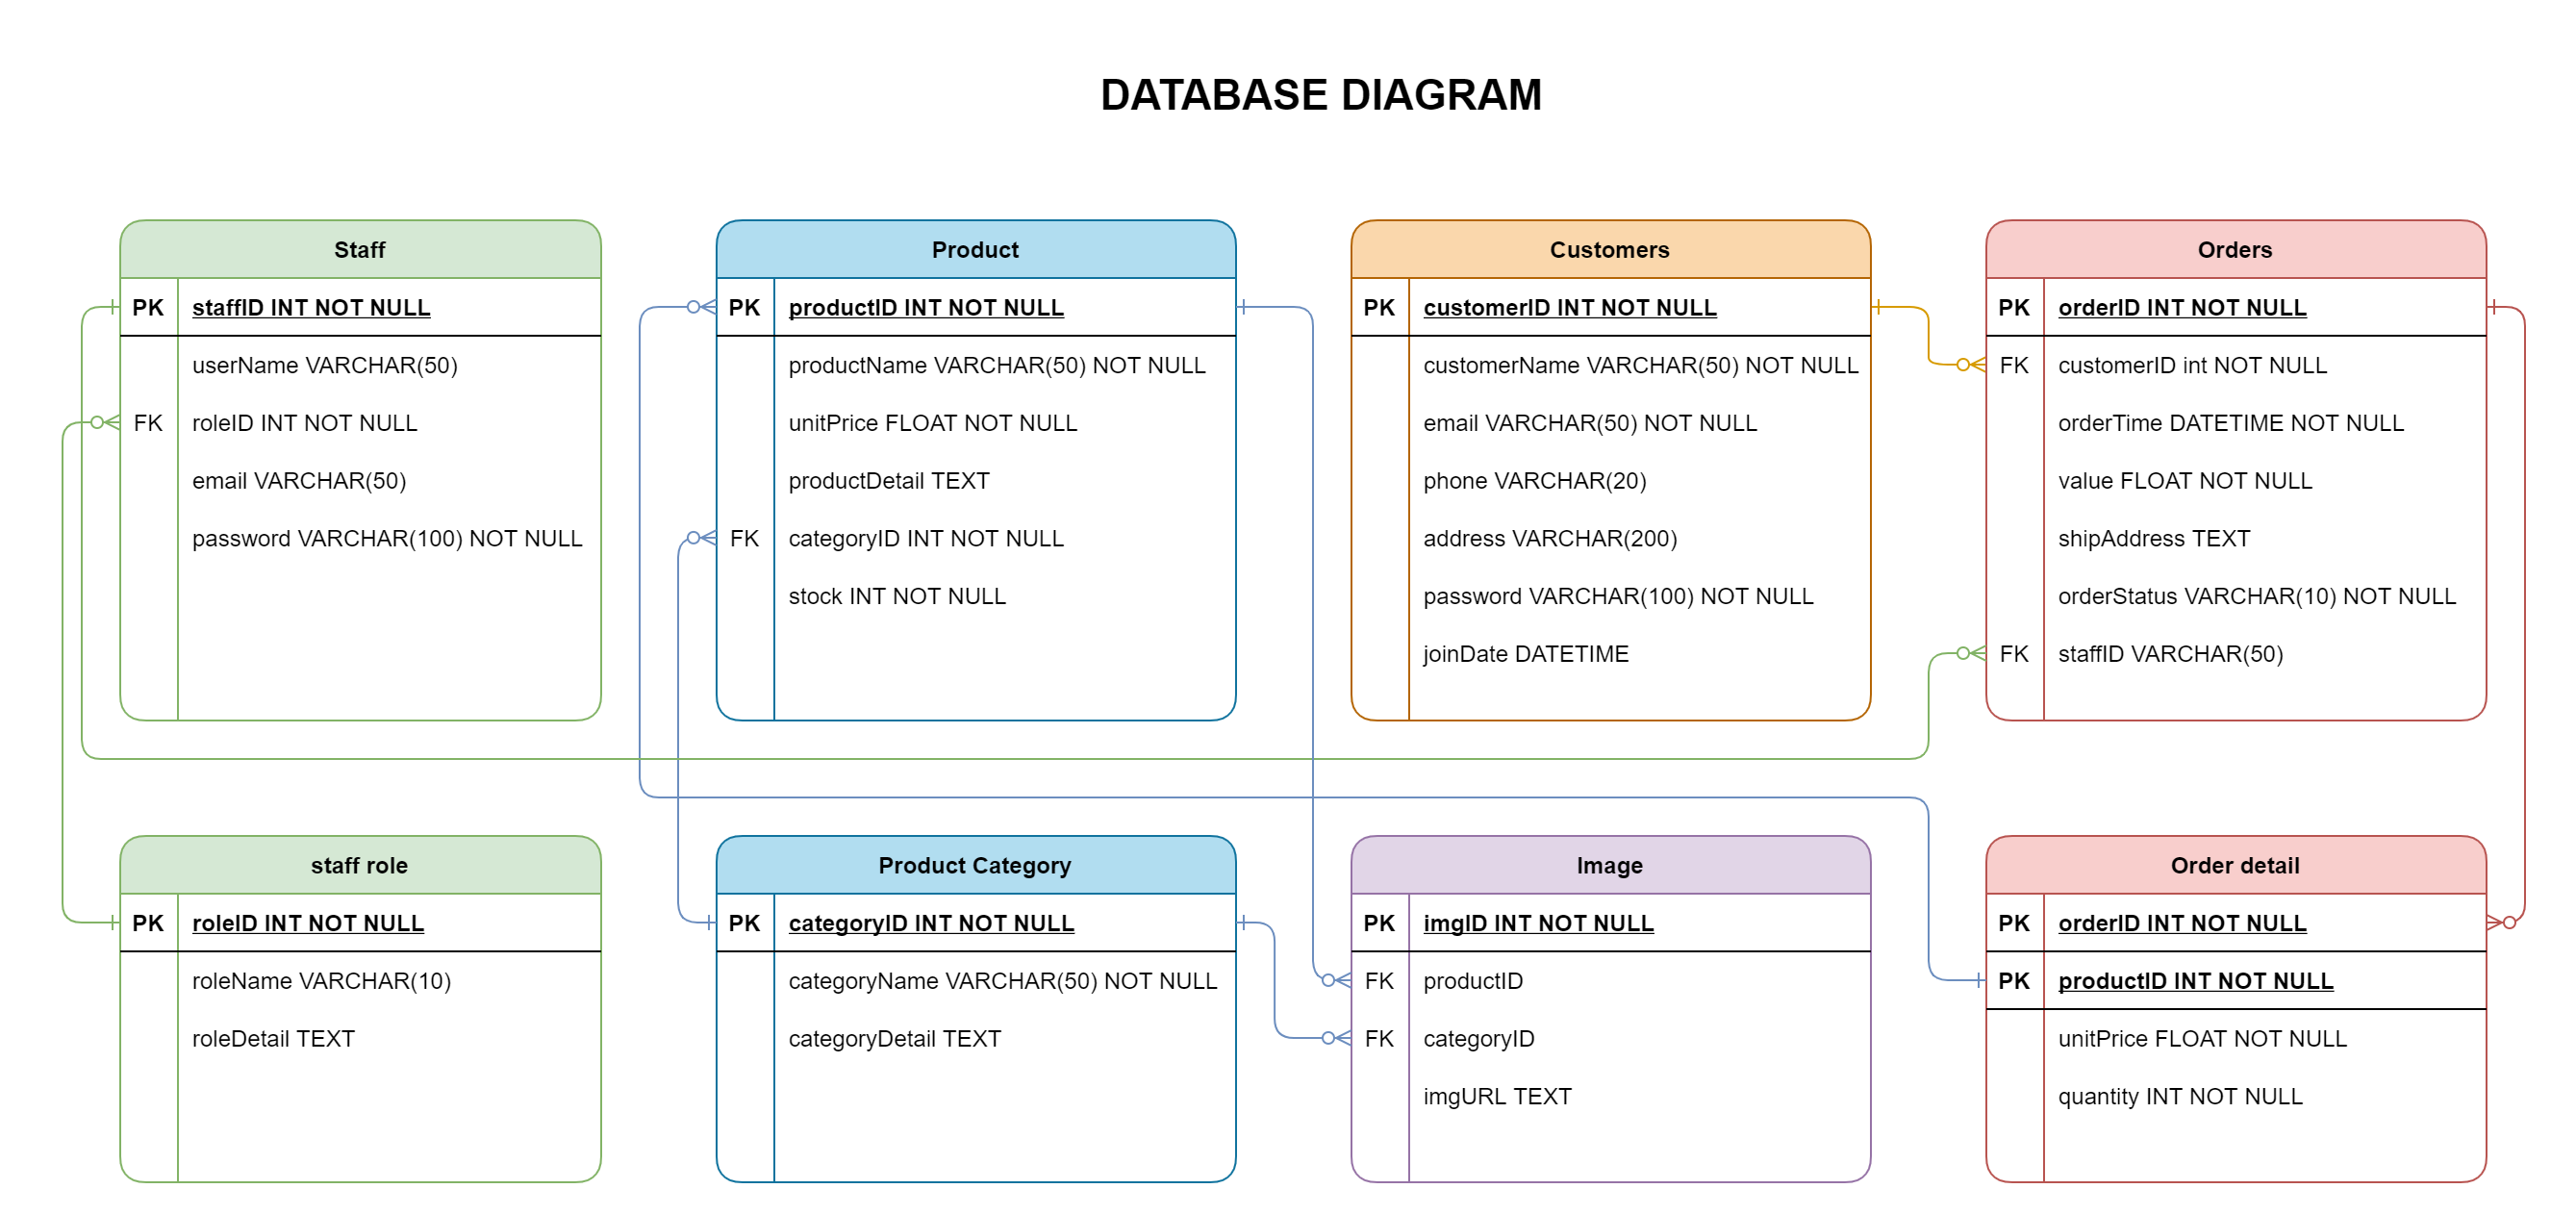 DATABASE DIAGRAM
Staff
PK staffID INT NOT NULL
userName VARCHAR(50)
FK roleID INT NOT NULL
email VARCHAR(50)
password VARCHAR(100) NOT NULL
Product
PK productID INT NOT NULL
productName VARCHAR(50) NOT NULL
unitPrice FLOAT NOT NULL
productDetail TEXT
FK categoryID INT NOT NULL
stock INT NOT NULL
Customers
PK customerID INT NOT NULL
customerName VARCHAR(50) NOT NULL
email VARCHAR(50) NOT NULL
phone VARCHAR(20)
address VARCHAR(200)
password VARCHAR(100) NOT NULL
joinDate DATETIME
Orders
PK orderID INT NOT NULL
FK customerID int NOT NULL
orderTime DATETIME NOT NULL
value FLOAT NOT NULL
shipAddress TEXT
orderStatus VARCHAR(10) NOT NULL
FK staffID VARCHAR(50)
staff role
PK roleID INT NOT NULL
roleName VARCHAR(10)
roleDetail TEXT
Product Category
PK categoryID INT NOT NULL
categoryName VARCHAR(50) NOT NULL
categoryDetail TEXT
Image
PK imgID INT NOT NULL
FK productID
FK categoryID
imgURL TEXT
Order detail
PK orderID INT NOT NULL
PK productID INT NOT NULL
unitPrice FLOAT NOT NULL
quantity INT NOT NULL